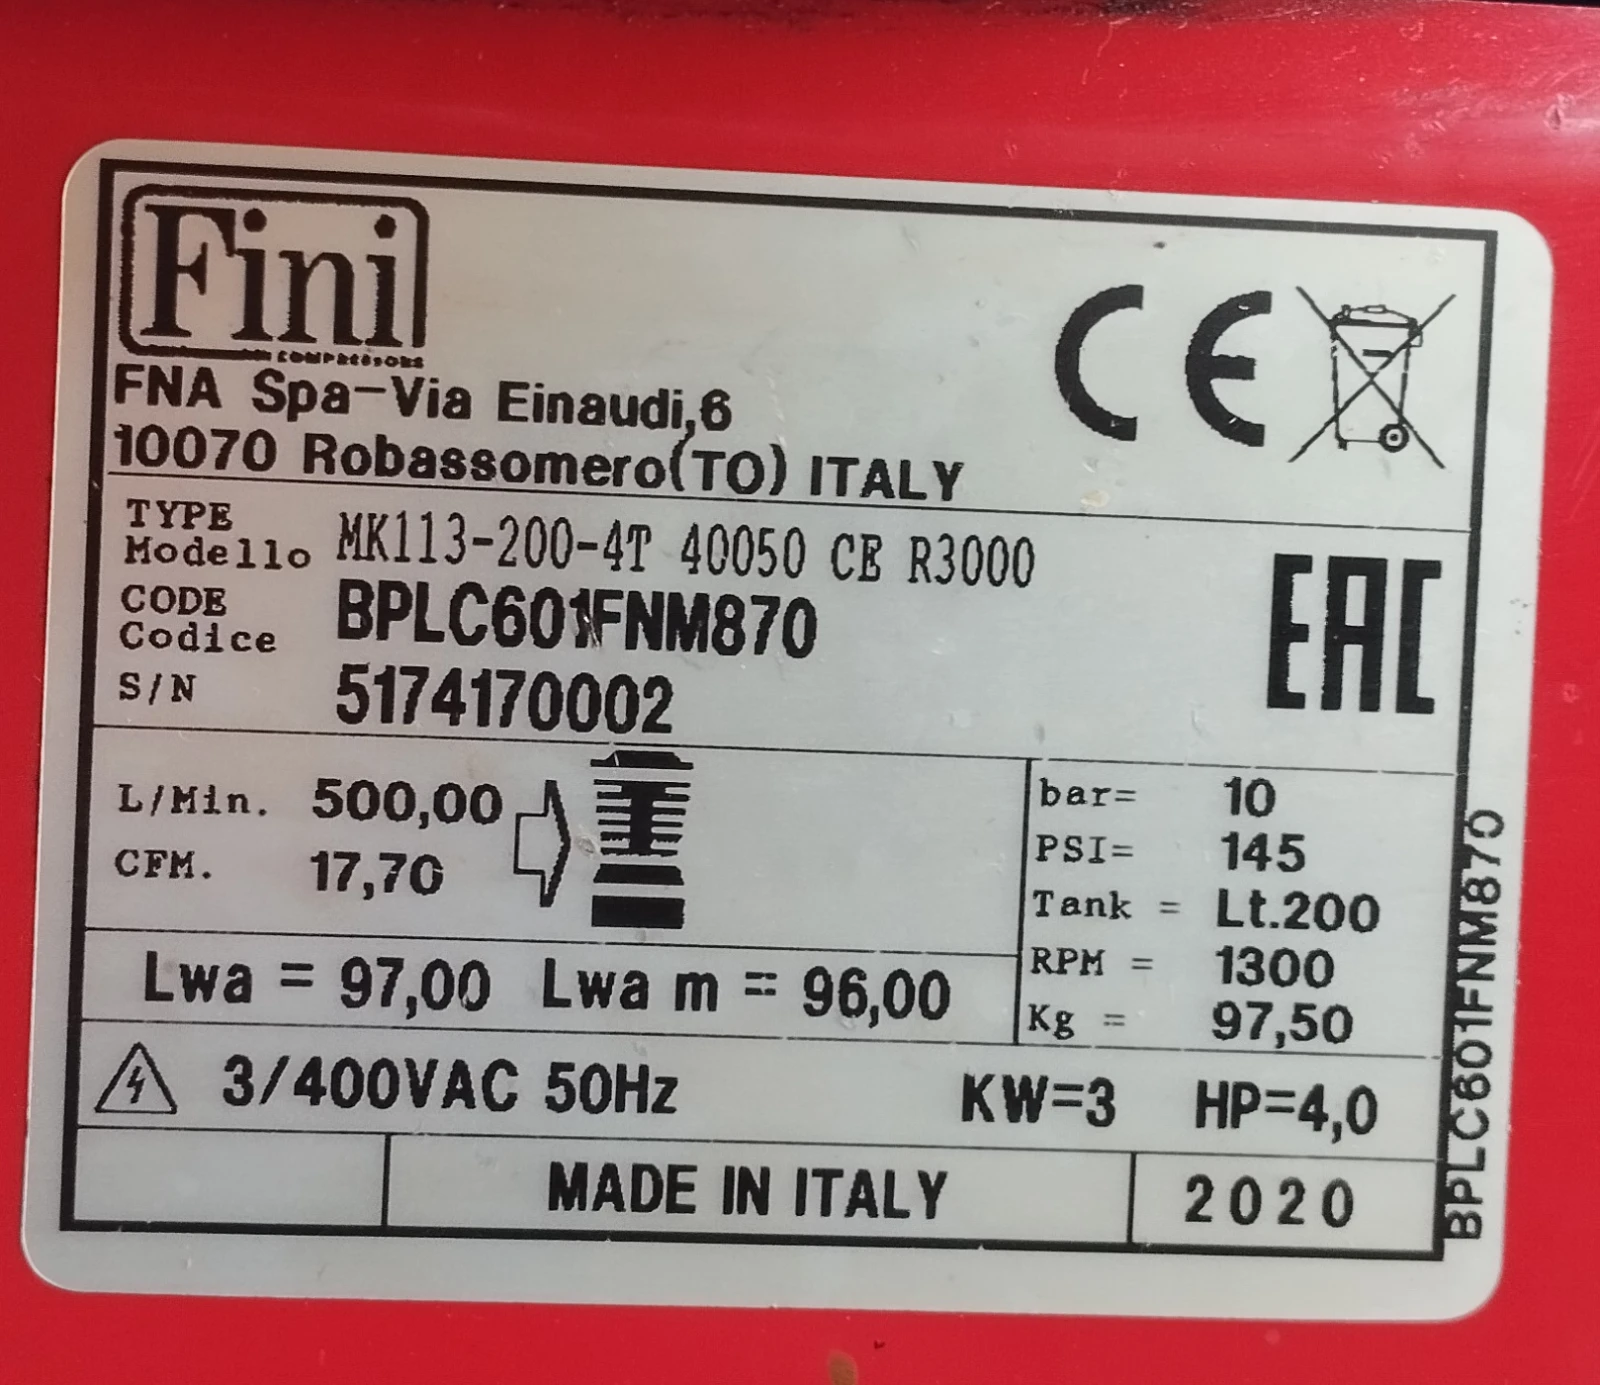 Fini
COMPRESSORS
FNA Spa-Via Einaudi,6
10070 Robassomero(TO) ITALY
CE
TYPE
Modello MK113-200-4T 40050 CE R3000
CODE
Codice BPLC601FNM870
S/N 5174170002
EAC
L/Min. 500,00
CFM. 17,70
bar= 10
PSI= 145
Tank = Lt.200
RPM = 1300
Kg = 97,50
Lwa = 97,00 Lwa m = 96,00
3/400VAC 50Hz KW=3 HP=4,0
MADE IN ITALY 2020
BPLC601FNM870